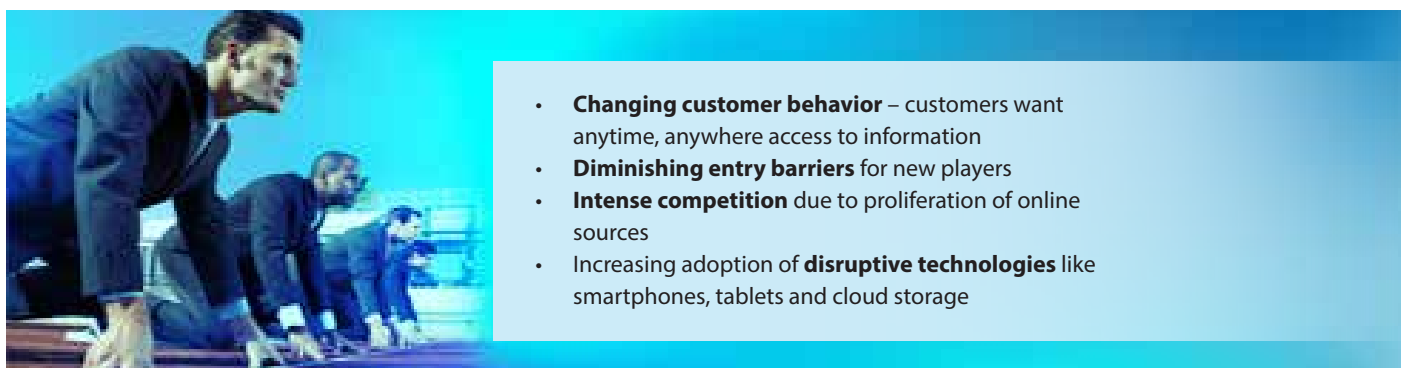 • Changing customer behavior – customers want
anytime, anywhere access to information
• Diminishing entry barriers for new players
• Intense competition due to proliferation of online
sources
• Increasing adoption of disruptive technologies like
smartphones, tablets and cloud storage